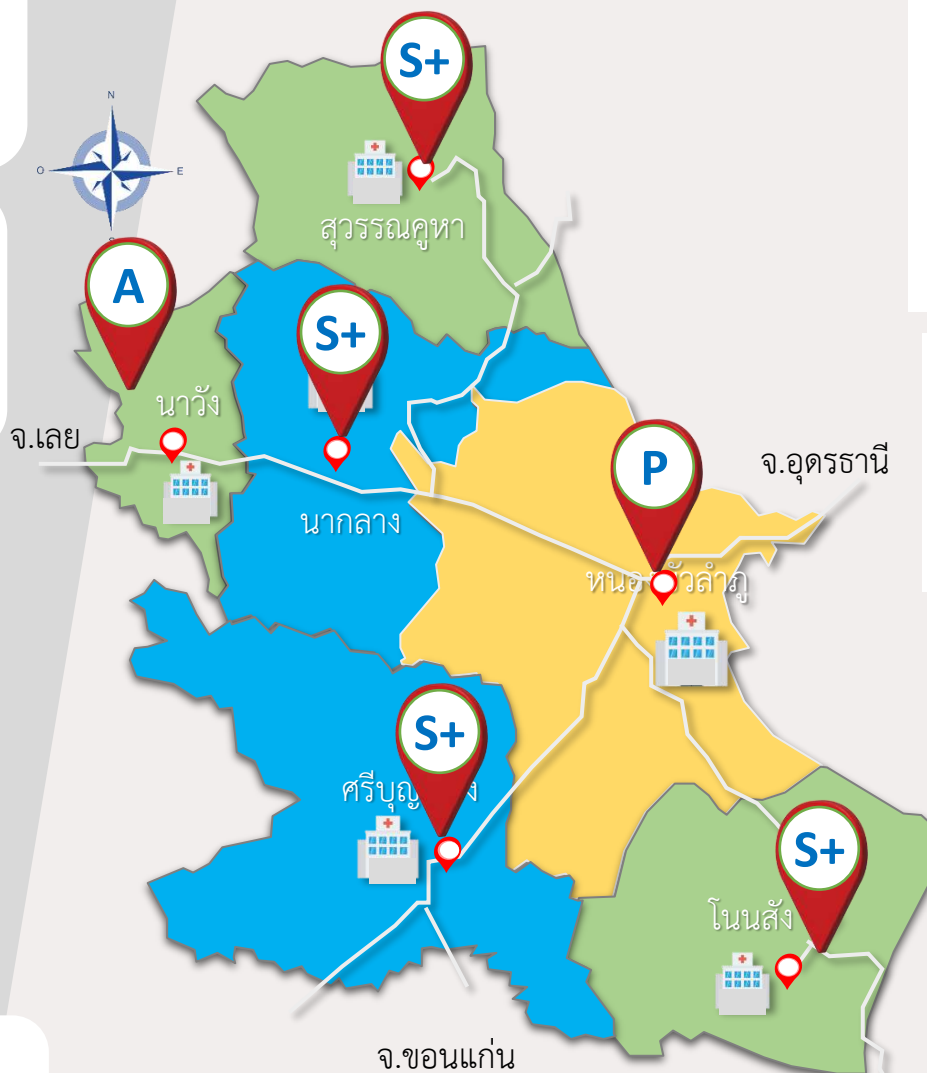 S+
N
O
E
สุวรรณคูหา
A
S+
นาวัง
จ.เลย
P
จ.อุดรธานี
นากลาง
S+
S+
โนนสัง
จ.ขอนแก่น